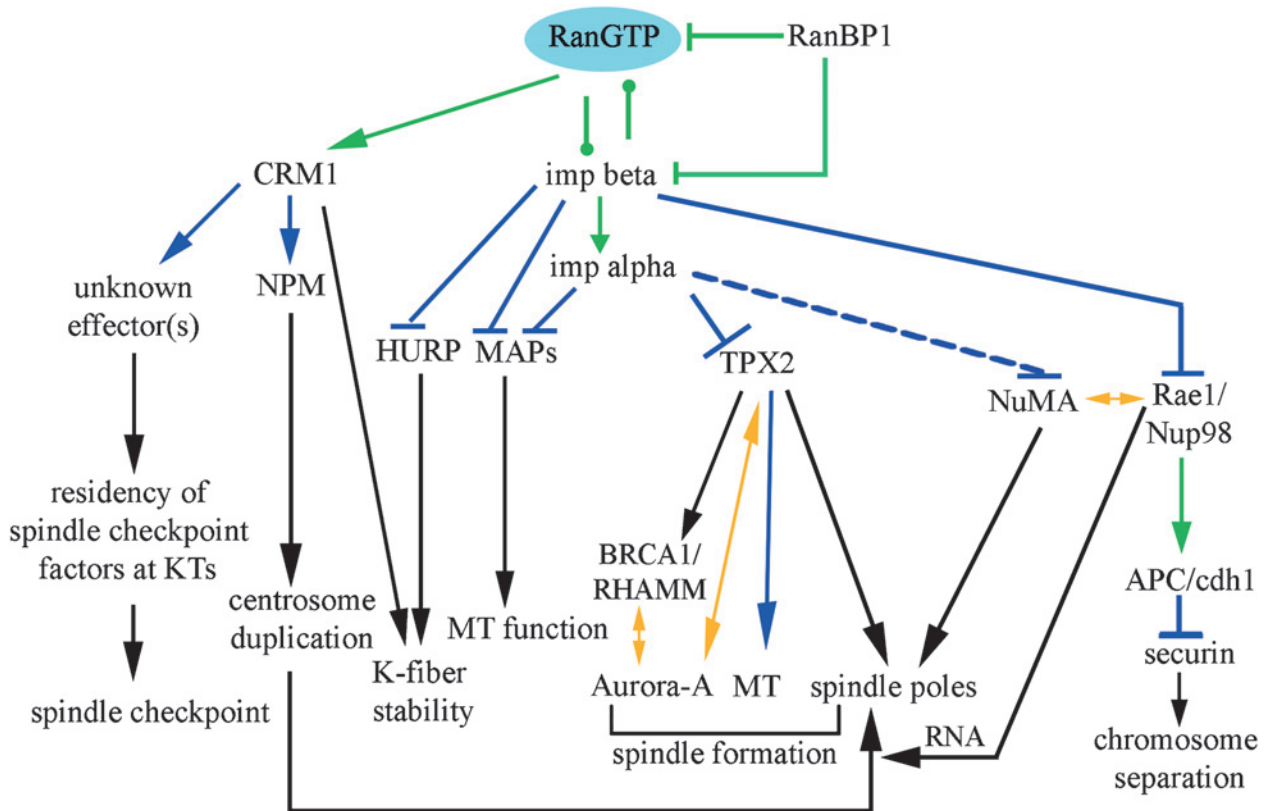 RanGTP
RanBP1
CRM1
imp beta
imp alpha
unknown
effector(s)
NPM
HURP
MAPs
TPX2
NuMA
Rae1/
Nup98
residency of
spindle checkpoint
factors at KTs
BRCA1/
RHAMM
APC/cdh1
centrosome
duplication
MT function
K-fiber
stability
securin
Aurora-A
MT
spindle poles
spindle checkpoint
RNA
spindle formation
chromosome
separation